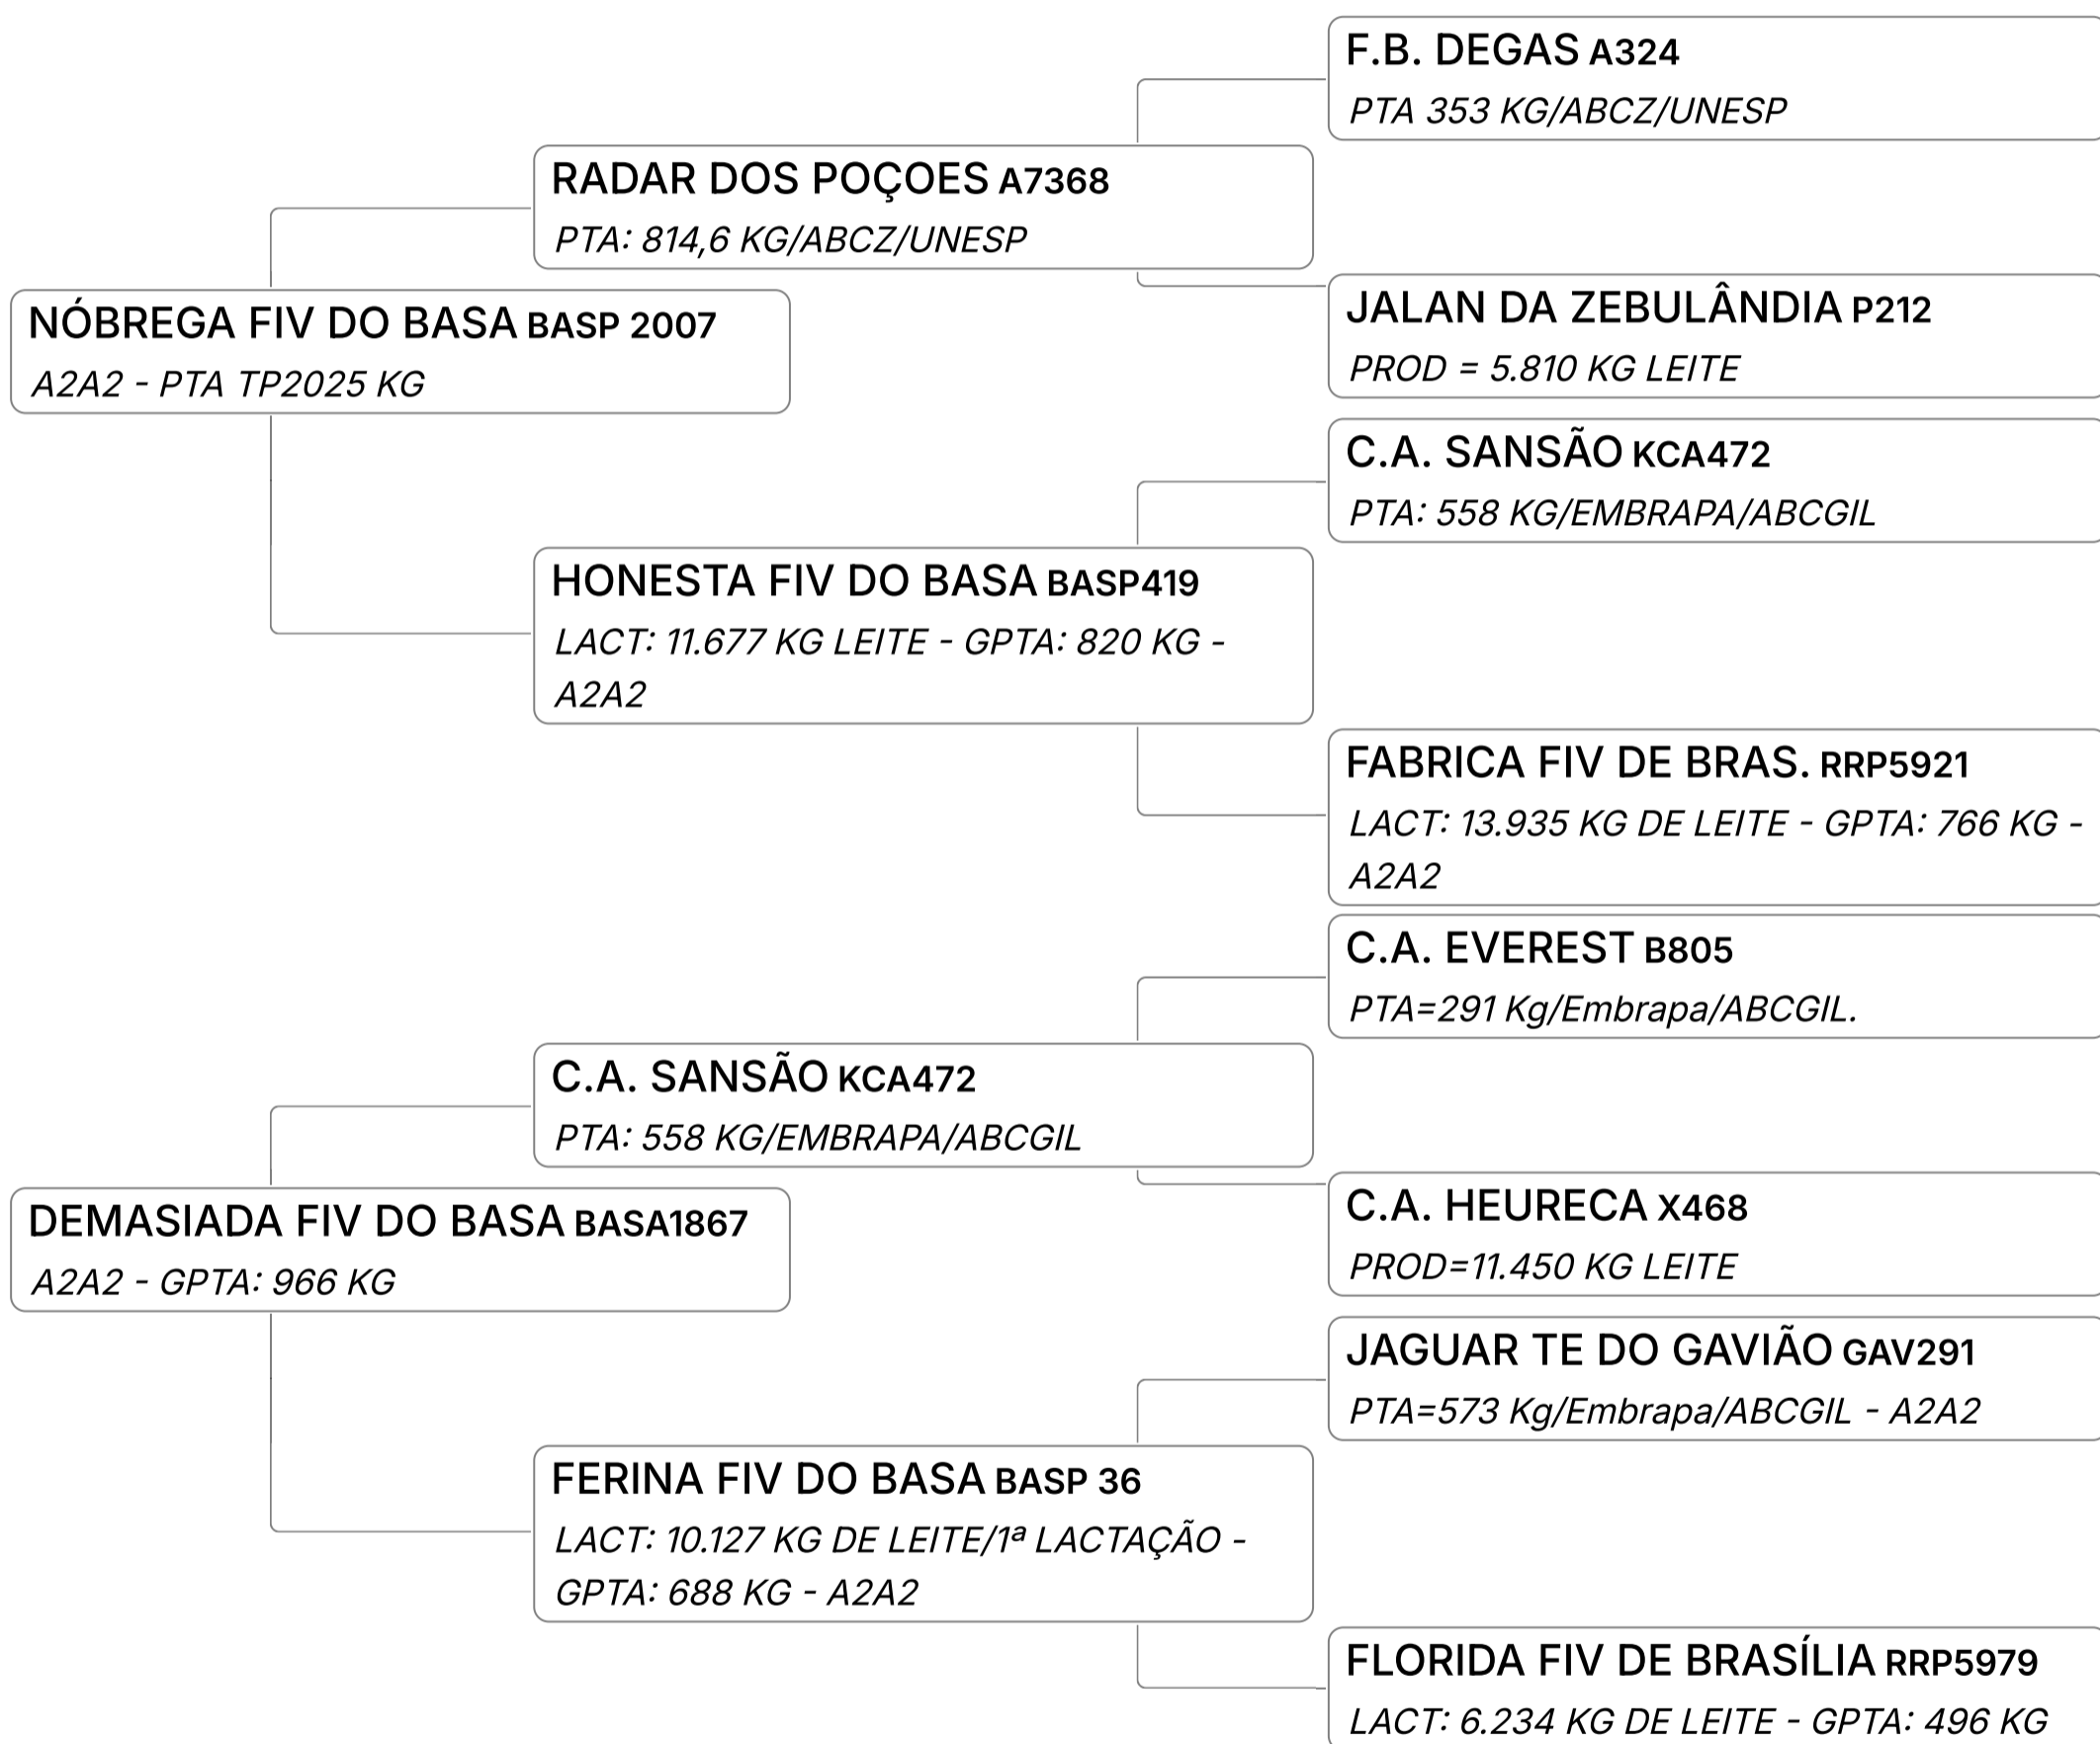 F.B. DEGAS A324
PTA 353 KG/ABCZ/UNESP
RADAR DOS POÇOES A7368
PTA: 814,6 KG/ABCZ/UNESP
JALAN DA ZEBULÂNDIA P212
PROD = 5.810 KG LEITE
NÓBREGA FIV DO BASA BASP 2007
A2A2 - PTA TP2025 KG
C.A. SANSÃO KCA472
PTA: 558 KG/EMBRAPA/ABCGIL
HONESTA FIV DO BASA BASP419
LACT: 11.677 KG LEITE - GPTA: 820 KG -
A2A2
FABRICA FIV DE BRAS. RRP5921
LACT: 13.935 KG DE LEITE - GPTA: 766 KG -
A2A2
C.A. EVEREST B805
PTA=291 Kg/Embrapa/ABCGIL.
C.A. SANSÃO KCA472
PTA: 558 KG/EMBRAPA/ABCGIL
C.A. HEURECA X468
PROD=11.450 KG LEITE
DEMASIADA FIV DO BASA BASA1867
A2A2 - GPTA: 966 KG
JAGUAR TE DO GAVIÃO GAV291
PTA=573 Kg/Embrapa/ABCGIL - A2A2
FERINA FIV DO BASA BASP 36
LACT: 10.127 KG DE LEITE/1ª LACTAÇÃO -
GPTA: 688 KG - A2A2
FLORIDA FIV DE BRASÍLIA RRP5979
LACT: 6.234 KG DE LEITE - GPTA: 496 KG